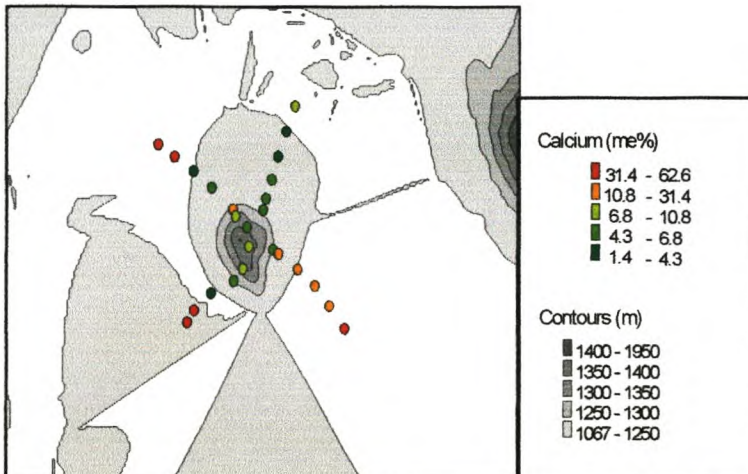 Calcium (me%)
31.4 - 62.6
10.8 - 31.4
6.8 - 10.8
4.3 - 6.8
1.4 - 4.3
Contours (m)
1400 - 1950
1350 - 1400
1300 - 1350
1250 - 1300
1067 - 1250